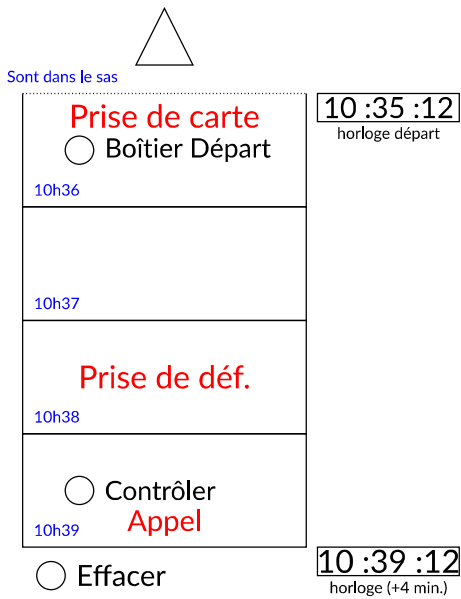 Sont dans le sas
Prise de carte
Boîtier Départ
10h36
10 :35 :12
horloge départ
10h37
Prise de déf.
10h38
Contrôler
Appel
10h39
Effacer
10 :39 :12
horloge (+4 min.)